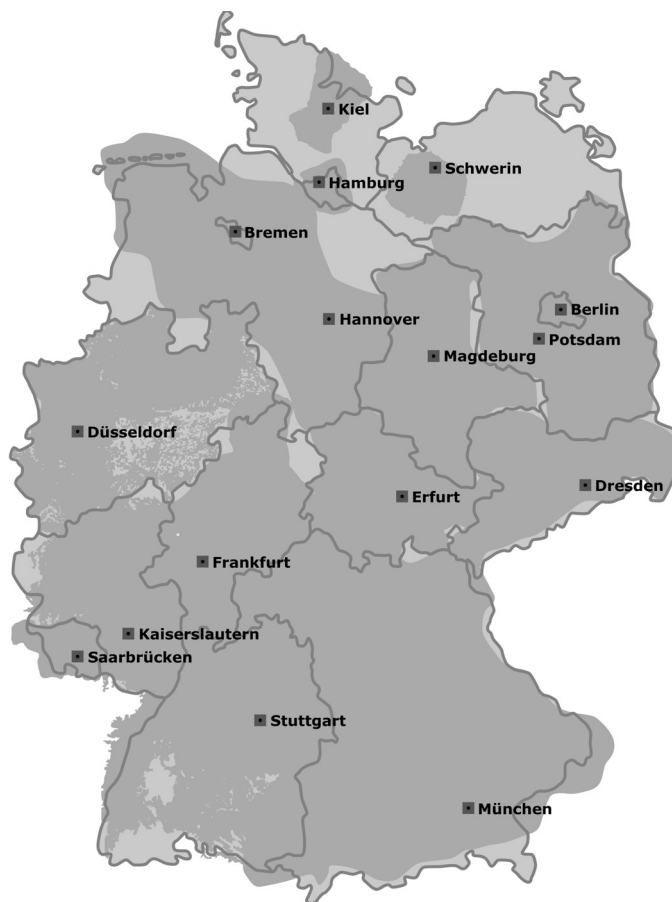 Kiel
Schwerin
Hamburg
Bremen
Berlin
Hannover
Potsdam
Magdeburg
Düsseldorf
Dresden
Erfurt
Frankfurt
Kaiserslautern
Saarbrücken
Stuttgart
München